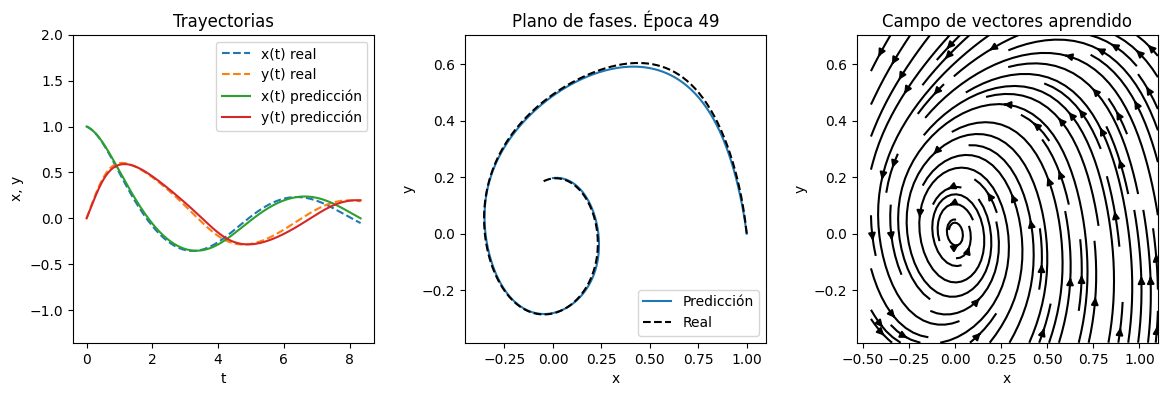 Trayectorias
2.0
1.5
1.0
0.5
0.0
−0.5
−1.0
x, y
0 2 4 6 8
t
x(t) real
y(t) real
x(t) predicción
y(t) predicción
Plano de fases. Época 49
0.6
0.4
0.2
0.0
−0.2
y
−0.25 0.00 0.25 0.50 0.75 1.00
x
Predicción
Real
Campo de vectores aprendido
0.6
0.4
0.2
0.0
−0.2
y
−0.50 −0.25 0.00 0.25 0.50 0.75 1.00
x